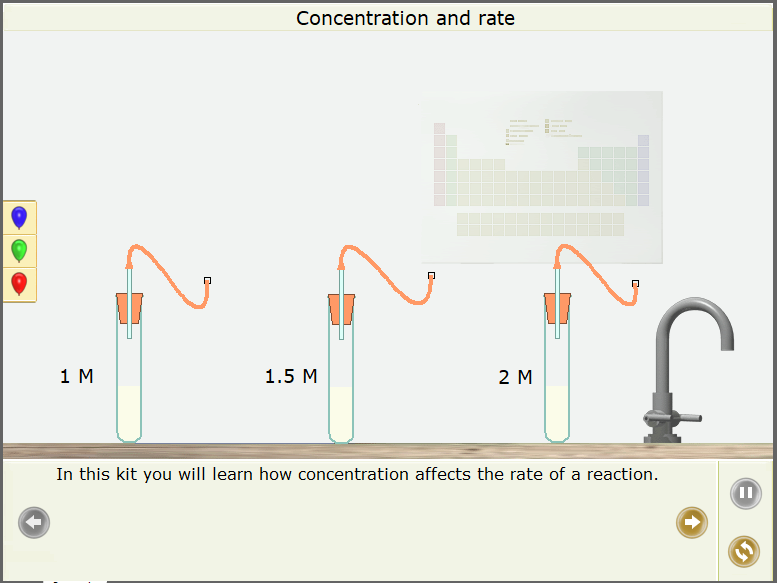 Concentration and rate
1 M
1.5 M
2 M
In this kit you will learn how concentration affects the rate of a reaction.